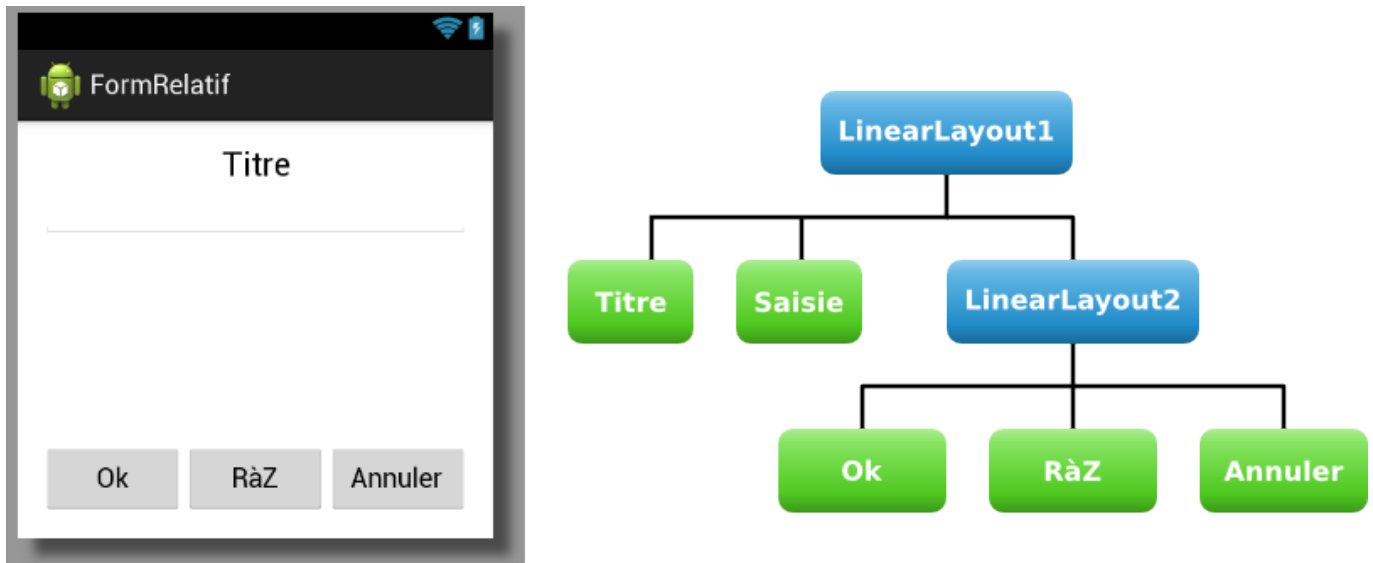 FormRelatif
Titre
Ok RàZ Annuler
LinearLayout1
Titre Saisie LinearLayout2
Ok RàZ Annuler